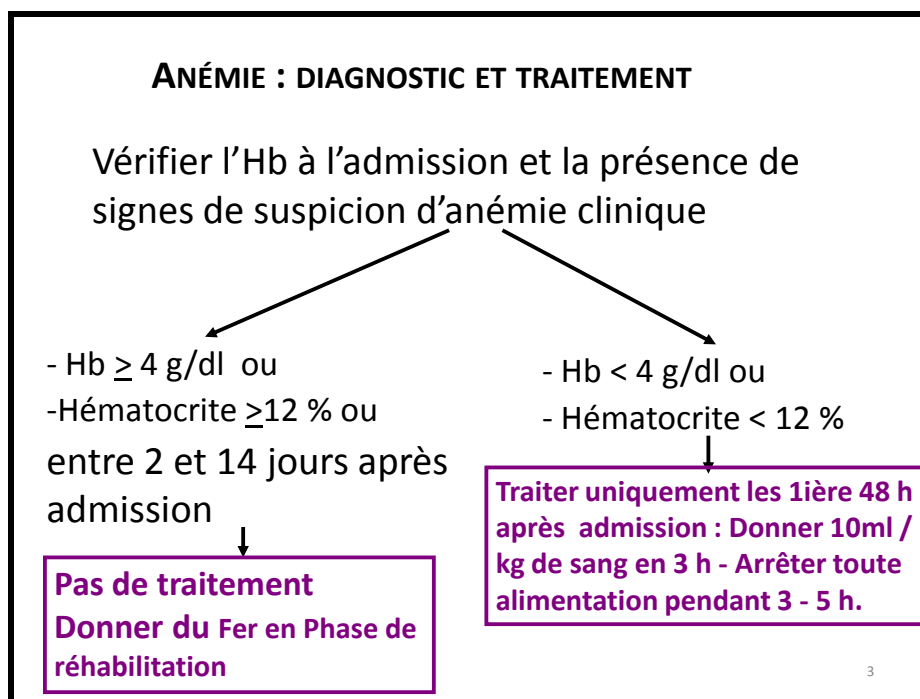 ANÉMIE : DIAGNOSTIC ET TRAITEMENT
Vérifier l'Hb à l'admission et la présence de
signes de suspicion d'anémie clinique
- Hb ≥ 4 g/dl ou
-Hématocrite ≥12 % ou
entre 2 et 14 jours après
admission
Pas de traitement
Donner du Fer en Phase de
réhabilitation
- Hb < 4 g/dl ou
- Hématocrite < 12 %
Traiter uniquement les 1ière 48 h
après admission : Donner 10ml /
kg de sang en 3 h - Arrêter toute
alimentation pendant 3 - 5 h.
3